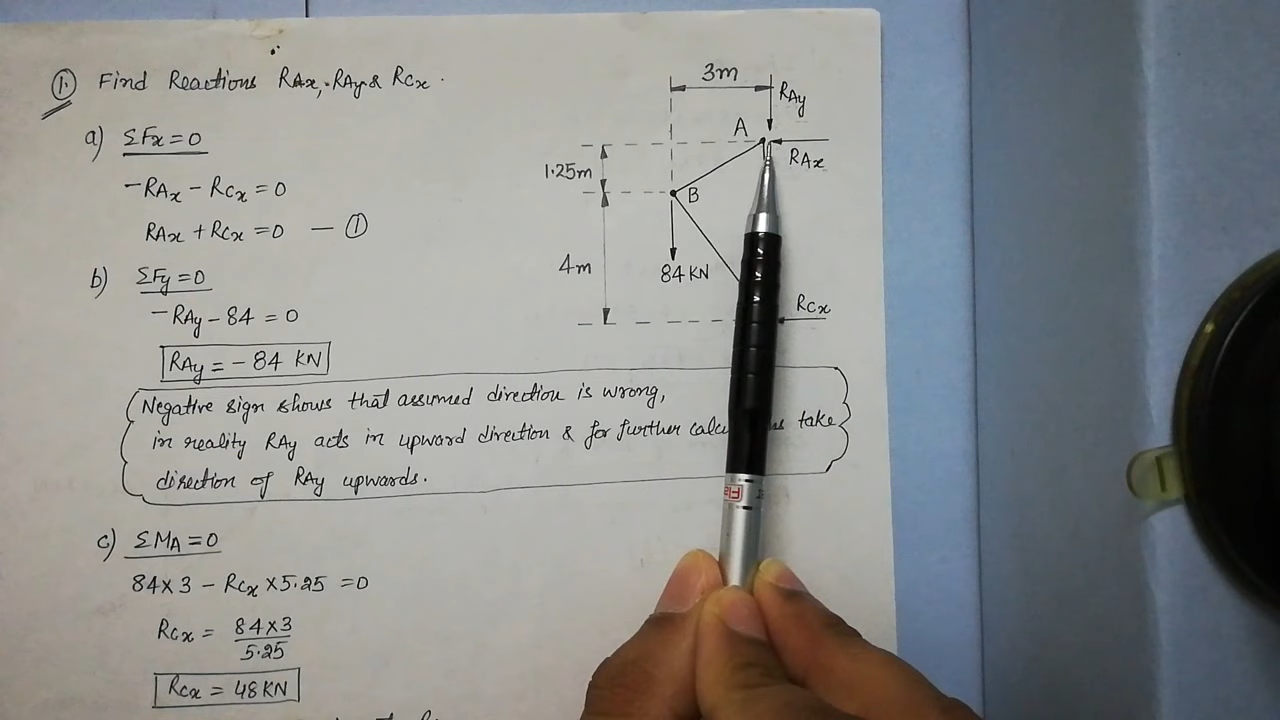 1. Find Reactions RAx, RAy & RCx.
a) ΣFx=0
-RAx - RCx = 0
RAx + RCx = 0 — ①
b) ΣFy=0
-RAy - 84 = 0
RAy = - 84 KN
Negative sign shows that assumed direction is wrong,
in reality RAy acts in upward direction & for further take
direction of RAy upwards.
c) ΣMA=0
84×3 - RCx × 5.25 = 0
RCx = 84×3
5.25
RCx = 48 KN
3m
RAy
A
RAx
1.25m
B
4m
84 KN
RCx